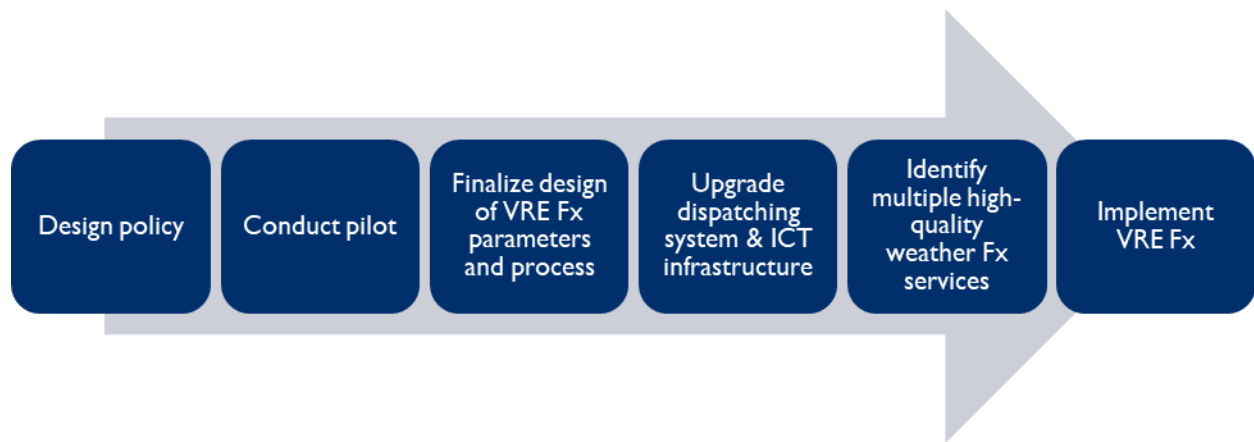 Design policy
Conduct pilot
Finalize design
of VRE Fx
parameters
and process
Upgrade
dispatching
system & ICT
infrastructure
Identify
multiple high-
quality
weather Fx
services
Implement
VRE Fx